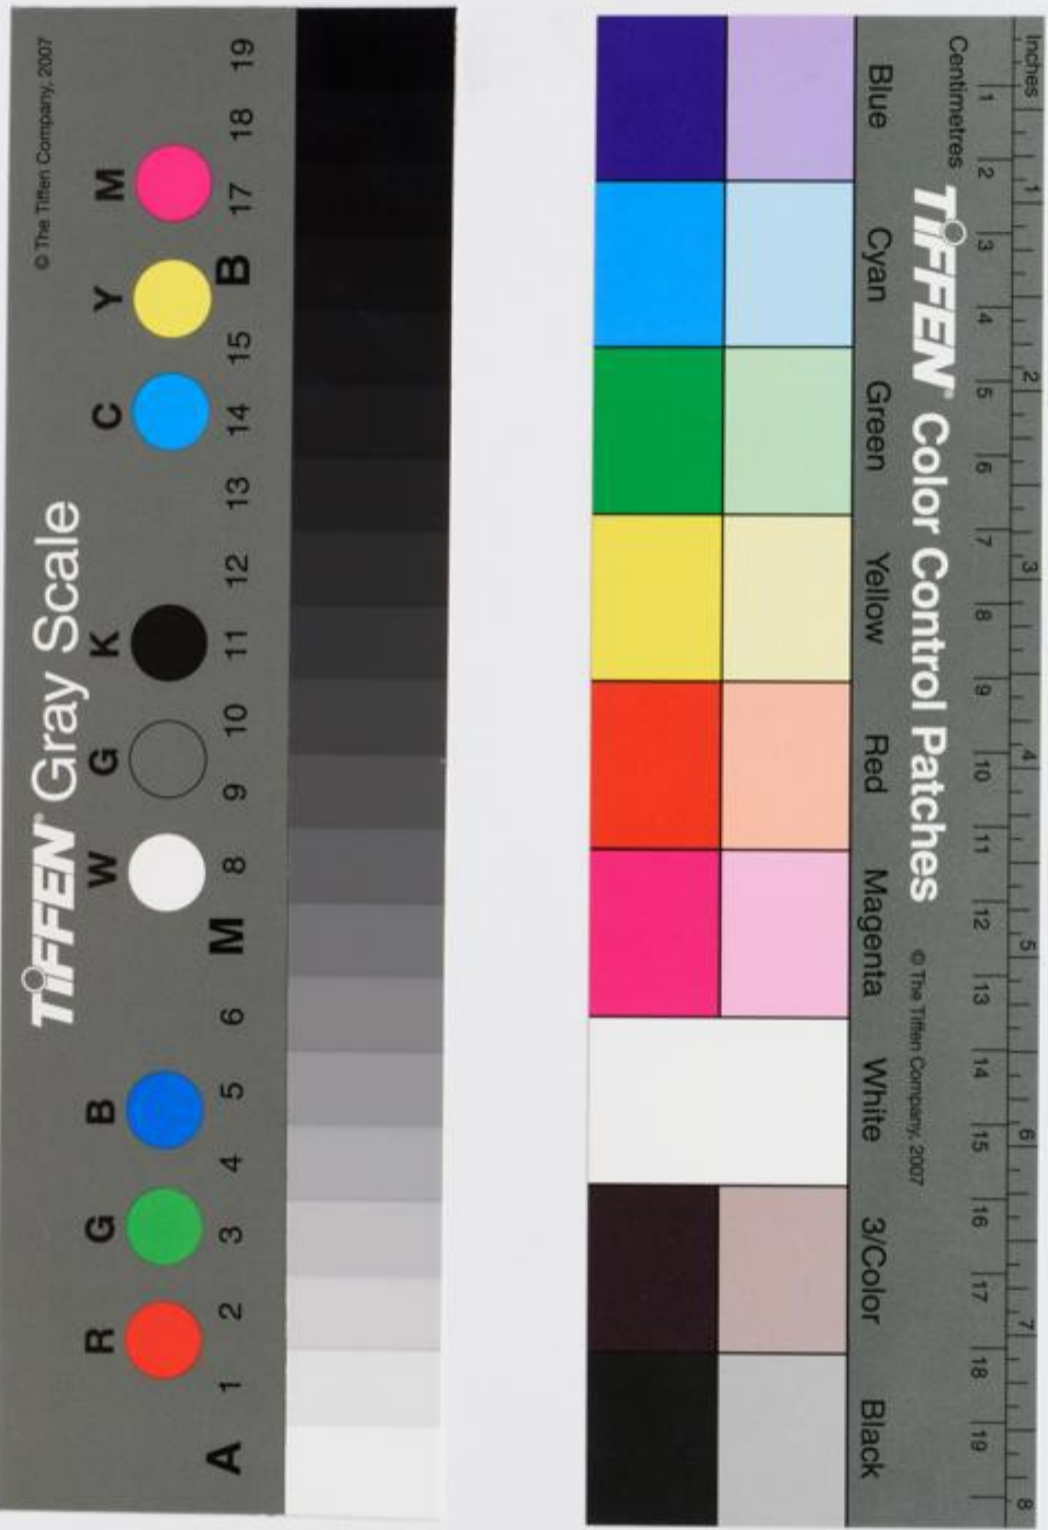 TIFFEN® Gray Scale
© The Tiffen Company, 2007
R G B W G K C Y M
A 1 2 3 4 5 6 M 8 9 10 11 12 13 14 15 B 17 18 19
Blue Cyan Green Yellow Red Magenta White 3/Color Black
TIFFEN® Color Control Patches
© The Tiffen Company, 2007
Centimetres 1 2 3 4 5 6 7 8 9 10 11 12 13 14 15 16 17 18 19
Inches 1 2 3 4 5 6 7 8